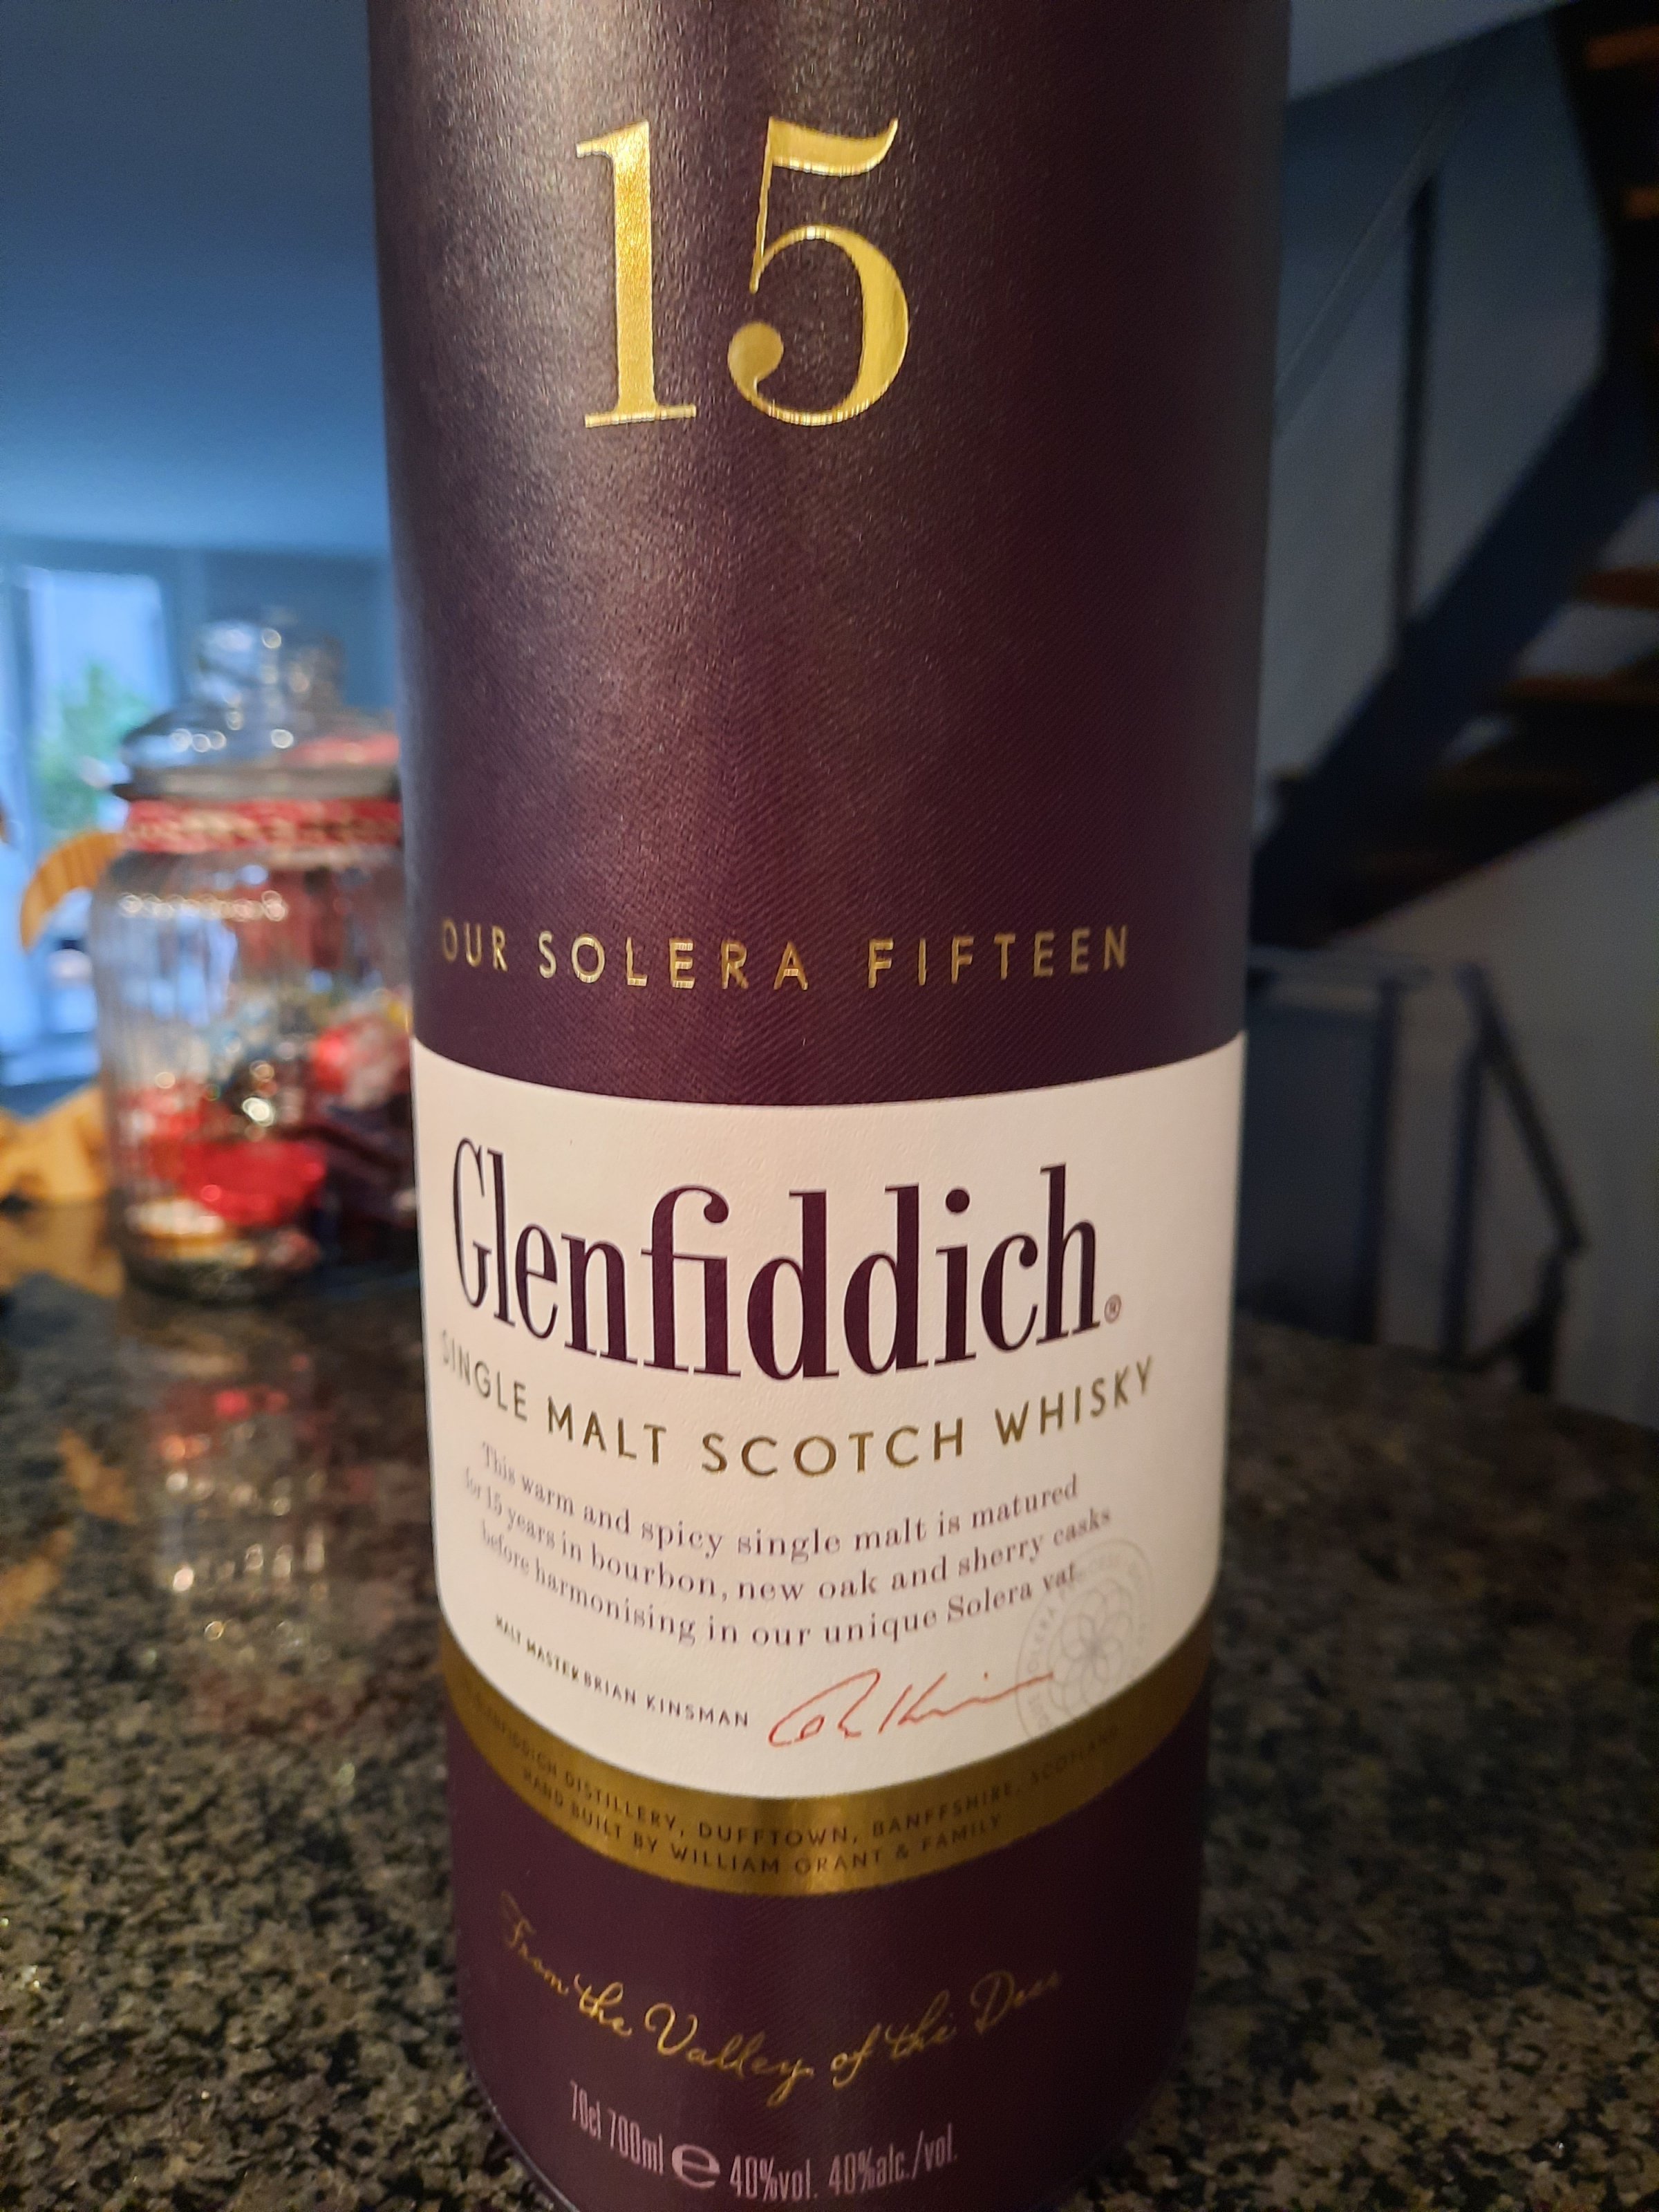 15
OUR SOLERA FIFTEEN
Glenfiddich®
SINGLE MALT SCOTCH WHISKY
This warm and spicy single malt is matured
for 15 years in bourbon, new oak and sherry casks
before harmonising in our unique Solera vat.
MALT MASTER BRIAN KINSMAN
DISTILLERY, DUFFTOWN, BANFFSHIRE, SCOTLAND
HAND BUILT BY WILLIAM GRANT & FAMILY
From the Valley of the Deer
70cl 700ml e 40%vol. 40%alc./vol.